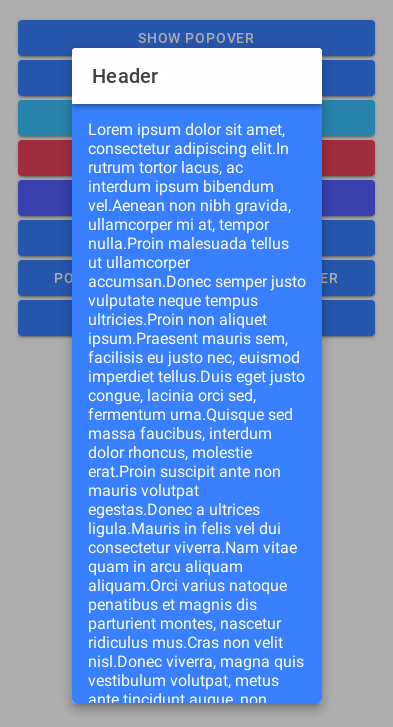 SHOW POPOVER
Header
Lorem ipsum dolor sit amet,
consectetur adipiscing elit.In
rutrum tortor lacus, ac
interdum ipsum bibendum
vel.Aenean non nibh gravida,
ullamcorper mi at, tempor
nulla.Proin malesuada tellus
ut ullamcorper
accumsan.Donec semper justo
vulputate neque tempus
ultricies.Proin non aliquet
ipsum.Praesent mauris sem,
facilisis eu justo nec, euismod
imperdiet tellus.Duis eget justo
congue, lacinia orci sed,
fermentum urna.Quisque sed
massa faucibus, interdum
dolor rhoncus, molestie
erat.Proin suscipit ante non
mauris volutpat
egestas.Donec a ultrices
ligula.Mauris in felis vel dui
consectetur viverra.Nam vitae
quam in arcu aliquam
aliquam.Orci varius natoque
penatibus et magnis dis
parturient montes, nascetur
ridiculus mus.Cras non velit
nisl.Donec viverra, magna quis
vestibulum volutpat, metus
ante tincidunt augue, non